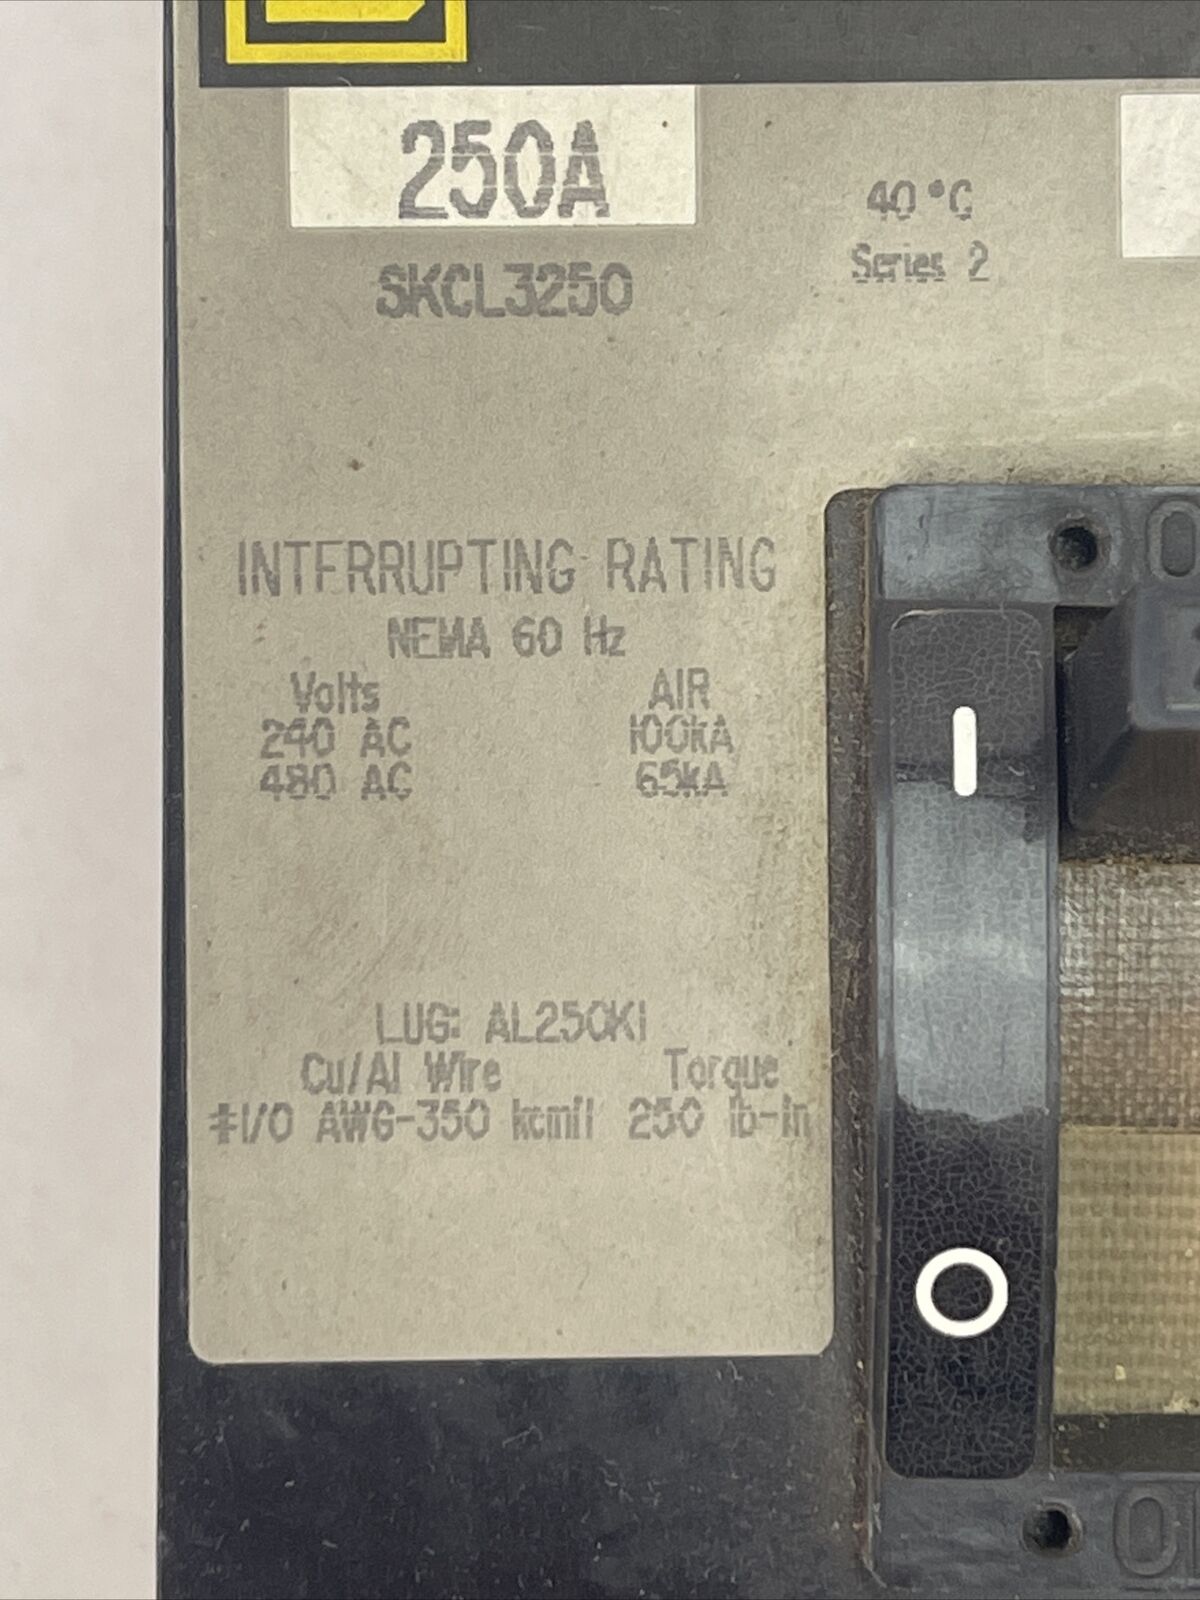 250A
SKCL3250
40°C
Series 2
INTERRUPTING RATING
NEMA 60 Hz
Volts AIR
240 AC 100kA
480 AC 65kA
LUG: AL250KI
Cu/Al Wire Torque
#1/0 AWG-350 kcmil 250 lb-in
I
O